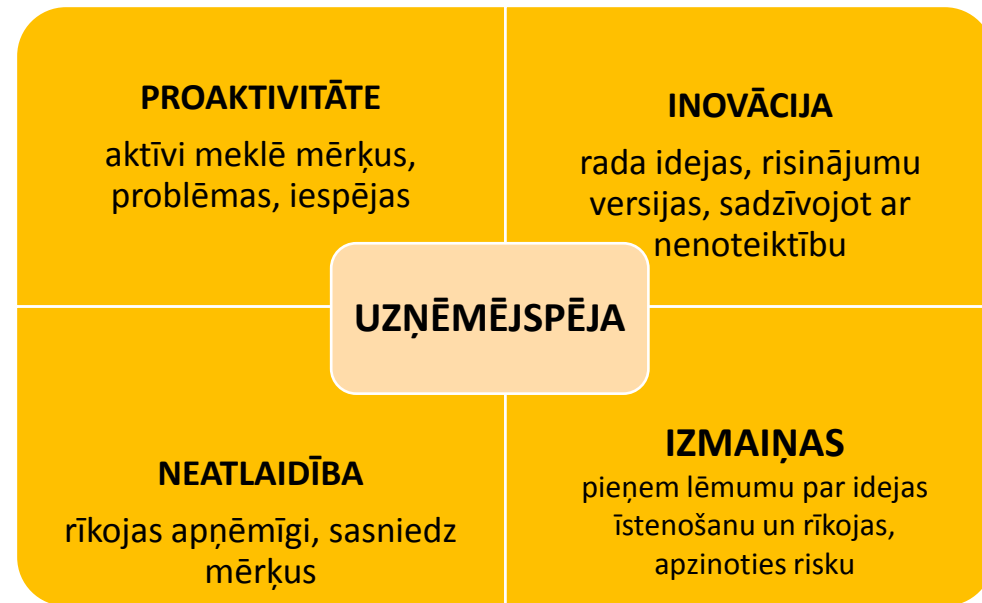 PROAKTIVITĀTE
aktīvi meklē mērķus,
problēmas, iespējas
INOVĀCIJA
rada idejas, risinājumu
versijas, sadzīvojot ar
nenoteiktību
UZŅĒMĒJSPĒJA
NEATLAIDĪBA
rīkojas apņēmīgi, sasniedz
mērķus
IZMAIŅAS
pieņem lēmumu par idejas
īstenošanu un rīkojas,
apzinoties risku